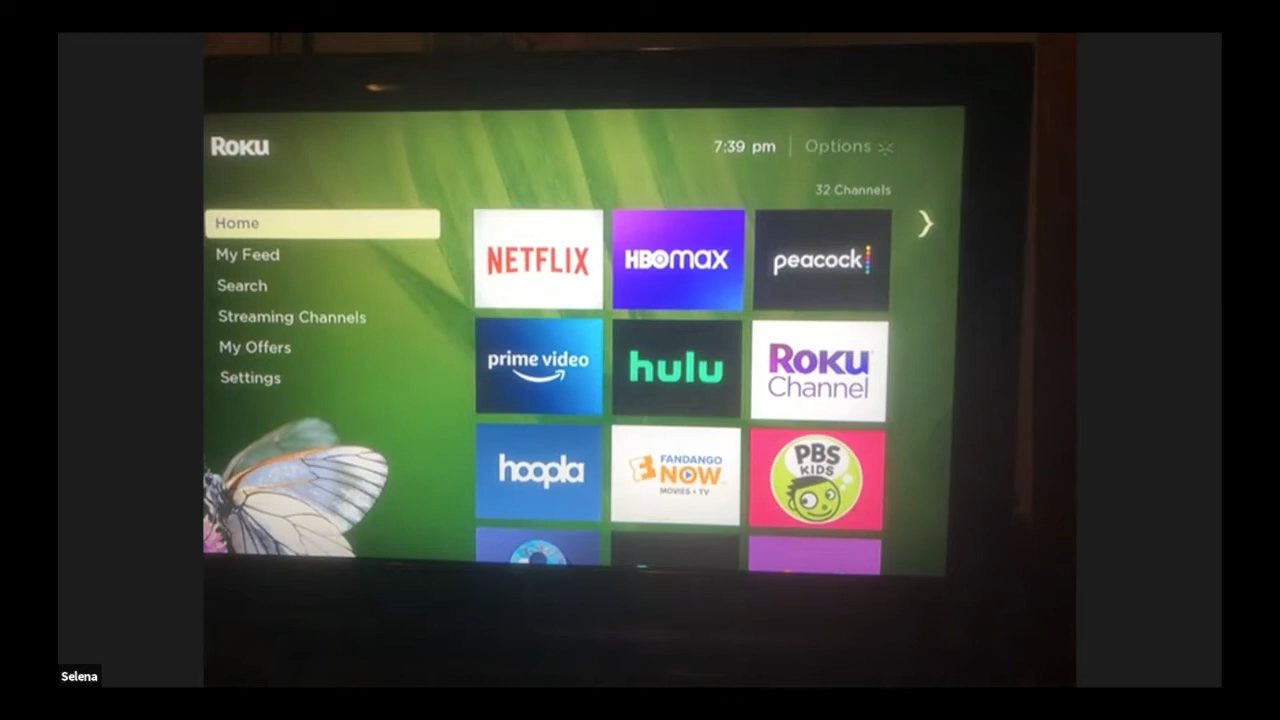 Roku
7:39 pm
Options
32 Channels
Home
My Feed
Search
Streaming Channels
My Offers
Settings
NETFLIX
HBOmax
peacock
prime video
hulu
Roku
Channel
hoopla
FANDANGO
NOW
MOVIES + TV
PBS
KIDS
Selena